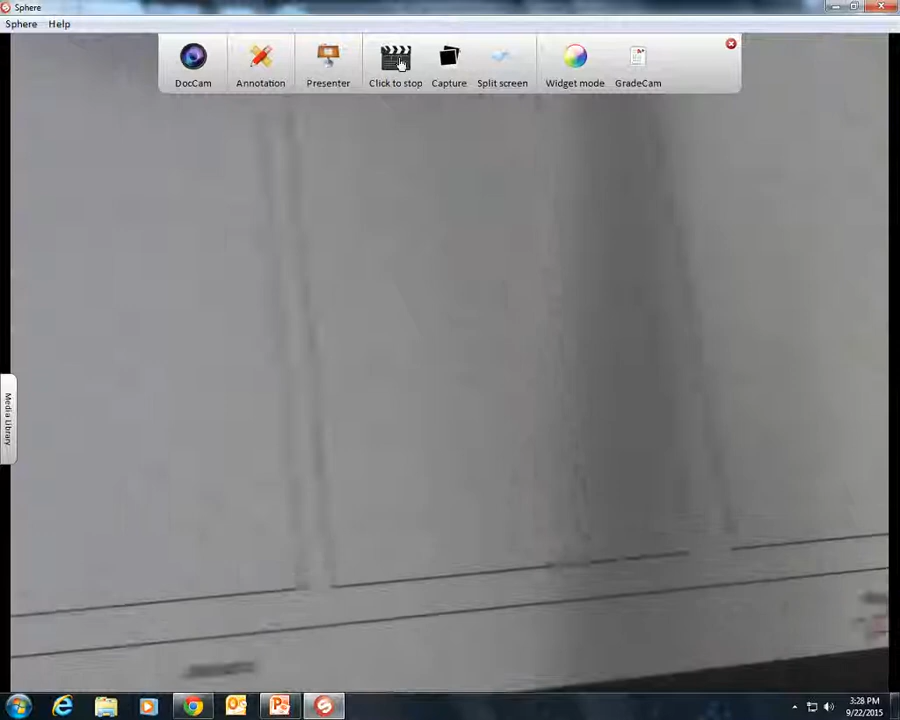 Sphere
Sphere Help
DocCam Annotation Presenter Click to stop Capture Split screen Widget mode GradeCam
Media Library
3:28 PM
9/22/2015